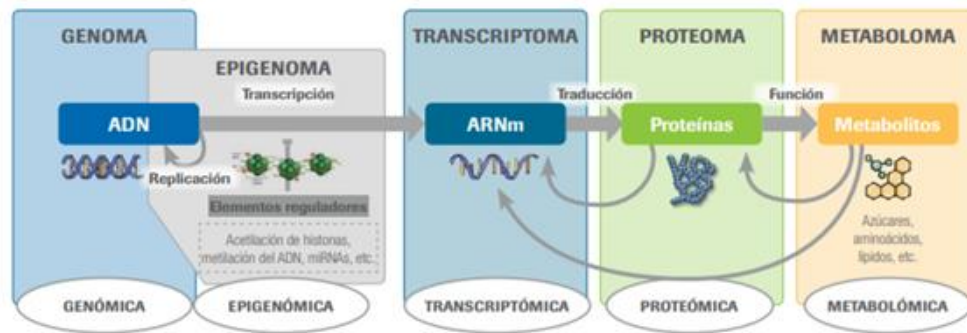 GENOMA
EPIGENOMA
TRANSCRIPTOMA
PROTEOMA
METABOLOMA
Transcripción
Traducción
Función
ADN
ARNm
Proteínas
Metabolitos
Replicación
Elementos reguladores
Acetilación de histonas,
metilación del ADN, miRNAs, etc.
Azúcares,
aminoácidos,
lípidos, etc.
GENÓMICA
EPIGENÓMICA
TRANSCRIPTÓMICA
PROTEÓMICA
METABOLÓMICA